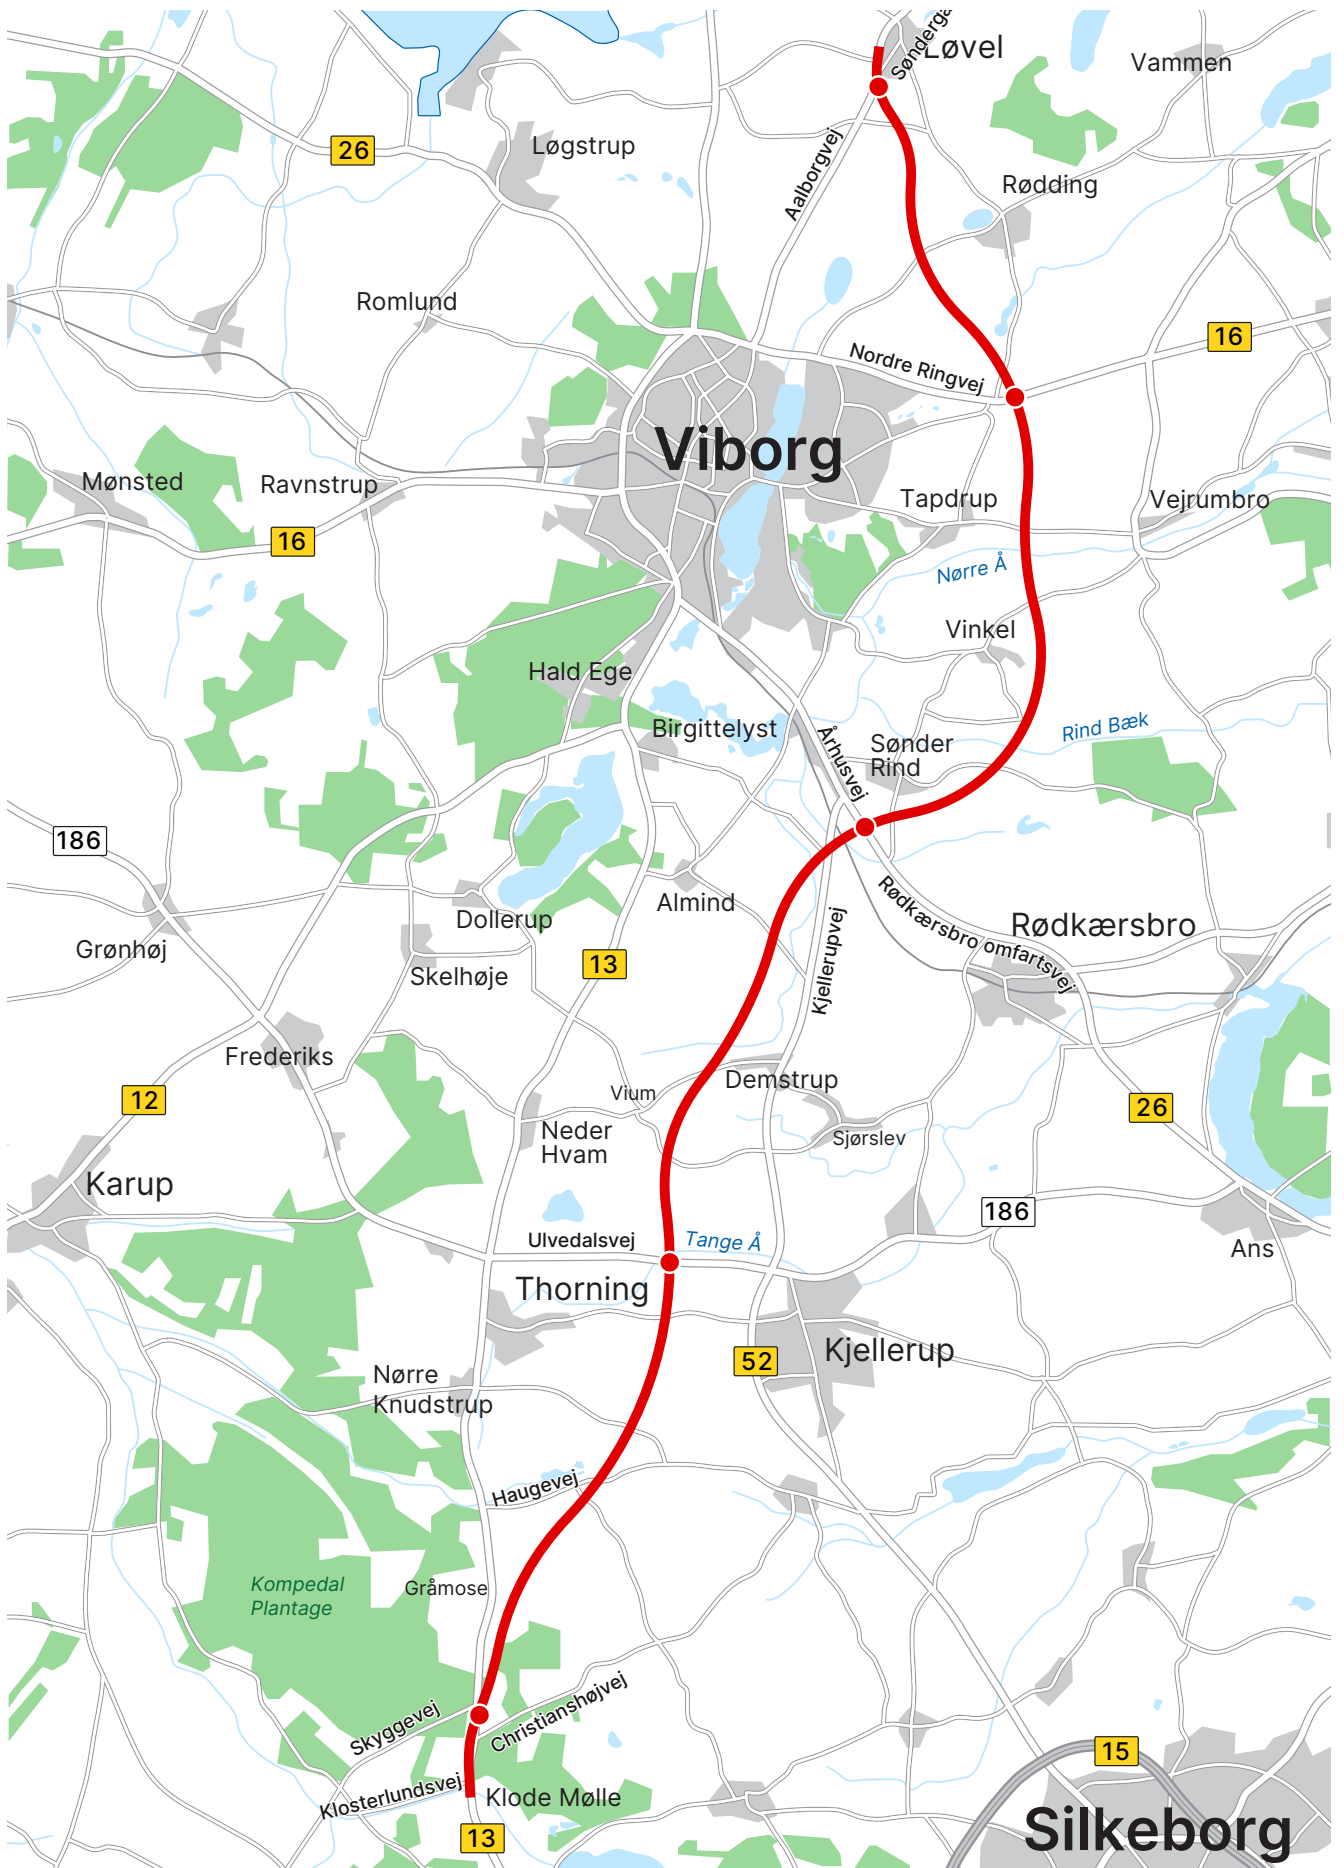 Løvel
Sønderga
Vammen
26
Løgstrup
Aalborgvej
Rødding
Romlund
16
Nordre Ringvej
Viborg
Mønsted
Ravnstrup
Tapdrup
Vejrumbro
16
Nørre Å
Vinkel
Hald Ege
Birgittelyst
Rind Bæk
Århusvej
Sønder
Rind
186
Almind
Rødkærsbro omfartsvej
Dollerup
Rødkærsbro
Grønhøj
13
Skelhøje
Kjellerupvej
Frederiks
Demstrup
Vium
12
26
Neder
Hvam
Sjørslev
Karup
186
Ulvedalsvej
Tange Å
Ans
Thorning
Kjellerup
52
Nørre
Knudstrup
Haugevej
Kompedal
Plantage
Gråmose
Skyggevej
Christianshøjvej
15
Klosterlundsvej
Klode Mølle
13
Silkeborg